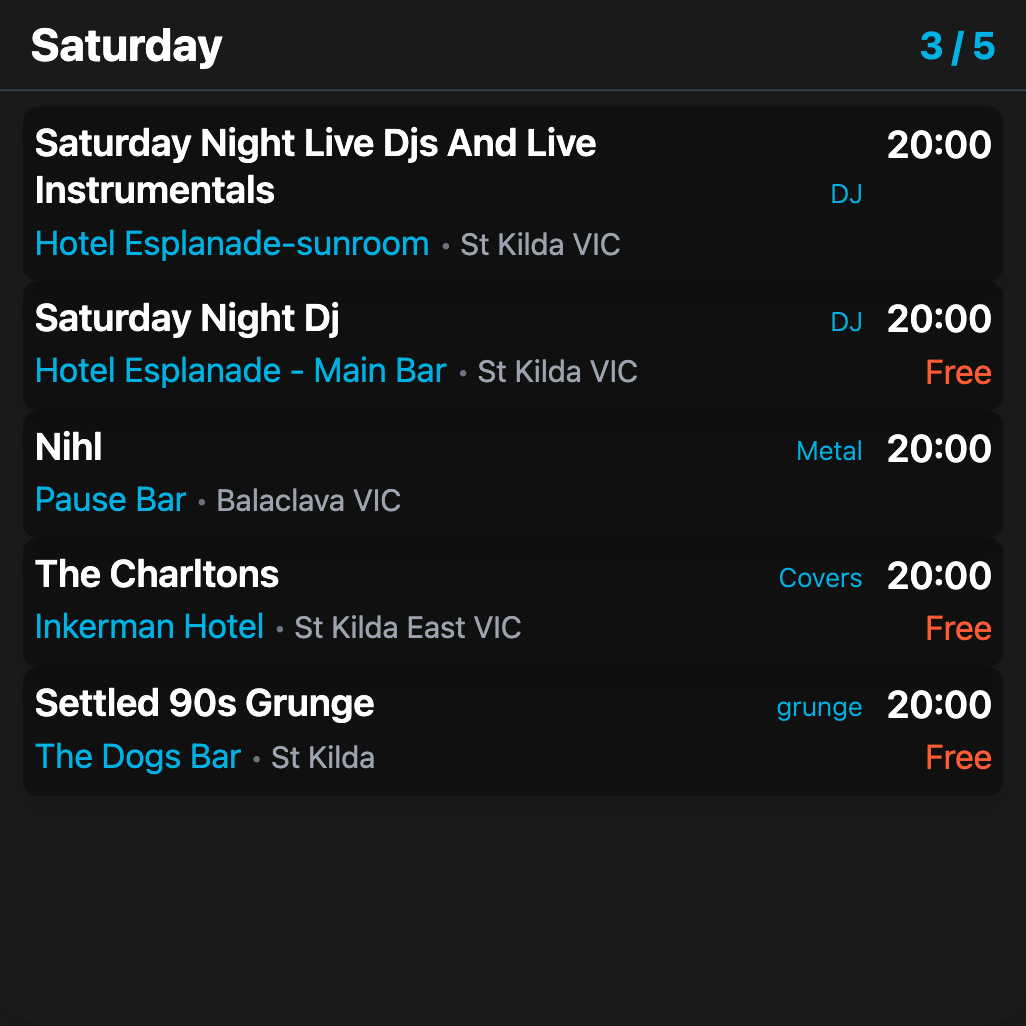 Saturday
3 / 5
Saturday Night Live Djs And Live
Instrumentals
DJ
20:00
Hotel Esplanade-sunroom • St Kilda VIC
Saturday Night Dj
DJ
20:00
Hotel Esplanade - Main Bar • St Kilda VIC
Free
Nihl
Metal
20:00
Pause Bar • Balaclava VIC
The Charltons
Covers
20:00
Inkerman Hotel • St Kilda East VIC
Free
Settled 90s Grunge
grunge
20:00
The Dogs Bar • St Kilda
Free